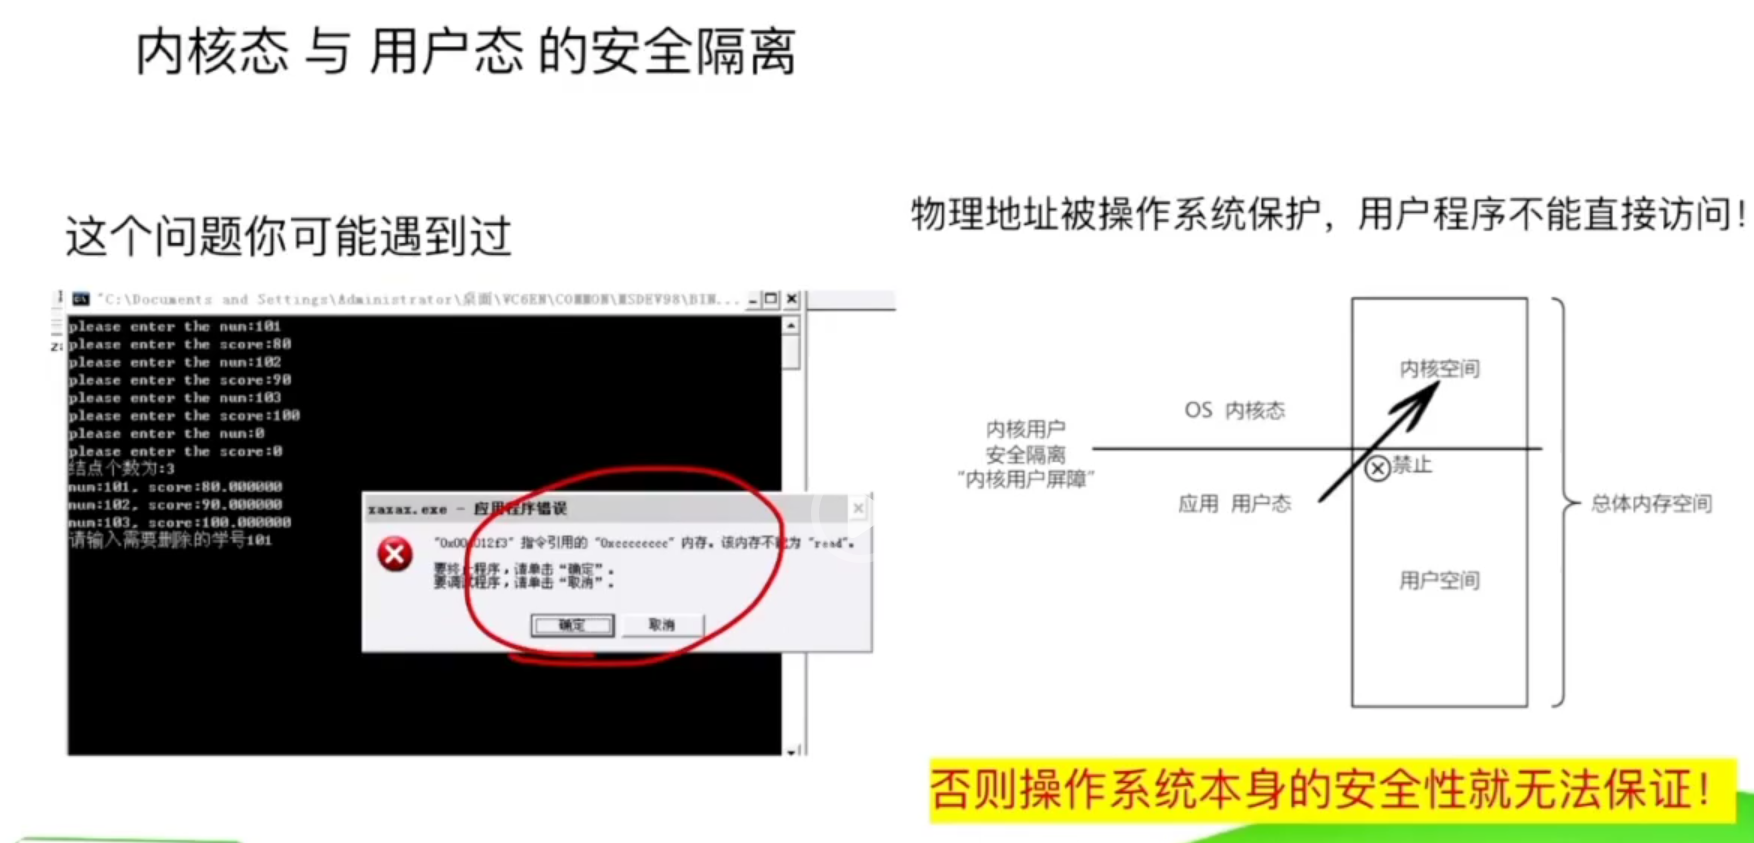 内核态 与 用户态 的安全隔离
这个问题你可能遇到过
"C:\Documents and Settings\Administrator\桌面\VC6EN\COMMON\MSDEV98\BIN...
please enter the num:101
please enter the score:80
please enter the num:102
please enter the score:90
please enter the num:103
please enter the score:100
please enter the num:0
please enter the score:0
结点个数为:3
num:101, score:80.000000
num:102, score:90.000000
num:103, score:100.000000
请输入需要删除的学号101
xazaz.exe - 应用程序错误
指令引用的 "0xcccccccc" 内存。该内存不能为 "read"。
要终止程序，请单击“确定”。
要调试程序，请单击“取消”。
确定
取消
物理地址被操作系统保护，用户程序不能直接访问！
内核空间
OS 内核态
内核用户
安全隔离
“内核用户屏障”
禁止
应用 用户态
总体内存空间
用户空间
否则操作系统本身的安全性就无法保证！